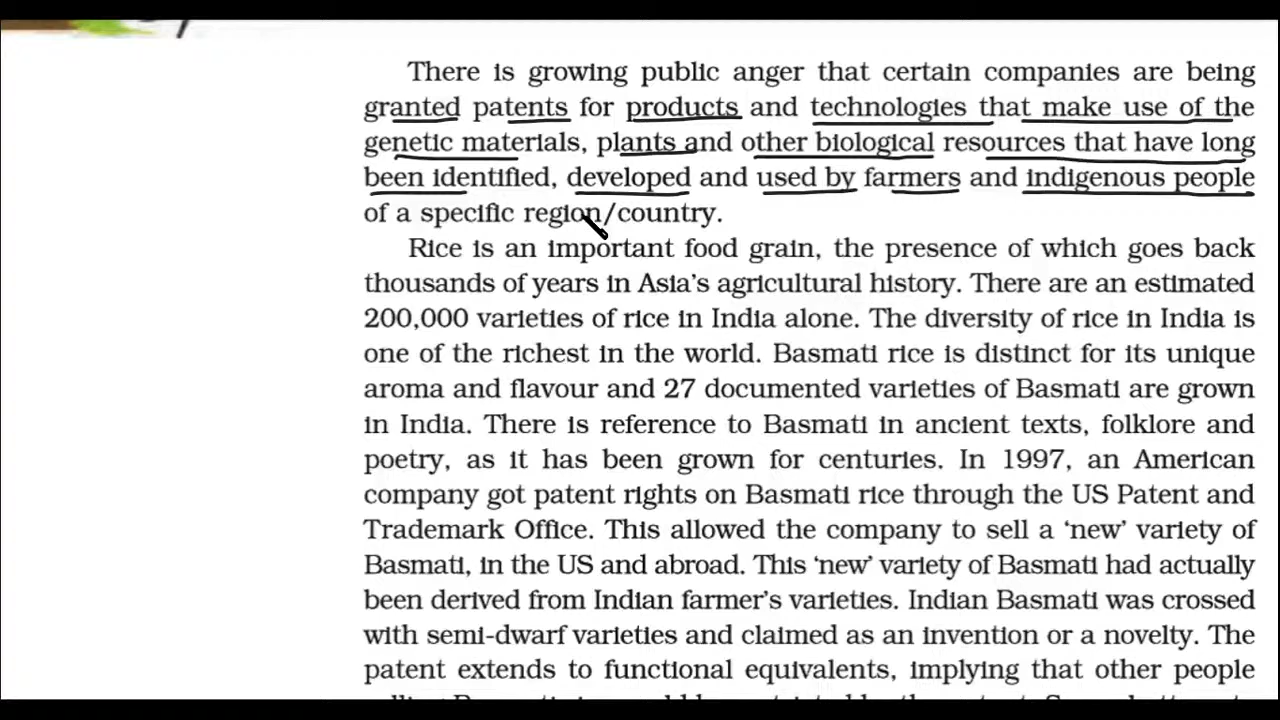 There is growing public anger that certain companies are being
granted patents for products and technologies that make use of the
genetic materials, plants and other biological resources that have long
been identified, developed and used by farmers and indigenous people
of a specific region/country.
Rice is an important food grain, the presence of which goes back
thousands of years in Asia's agricultural history. There are an estimated
200,000 varieties of rice in India alone. The diversity of rice in India is
one of the richest in the world. Basmati rice is distinct for its unique
aroma and flavour and 27 documented varieties of Basmati are grown
in India. There is reference to Basmati in ancient texts, folklore and
poetry, as it has been grown for centuries. In 1997, an American
company got patent rights on Basmati rice through the US Patent and
Trademark Office. This allowed the company to sell a ‘new’ variety of
Basmati, in the US and abroad. This ‘new’ variety of Basmati had actually
been derived from Indian farmer's varieties. Indian Basmati was crossed
with semi-dwarf varieties and claimed as an invention or a novelty. The
patent extends to functional equivalents, implying that other people